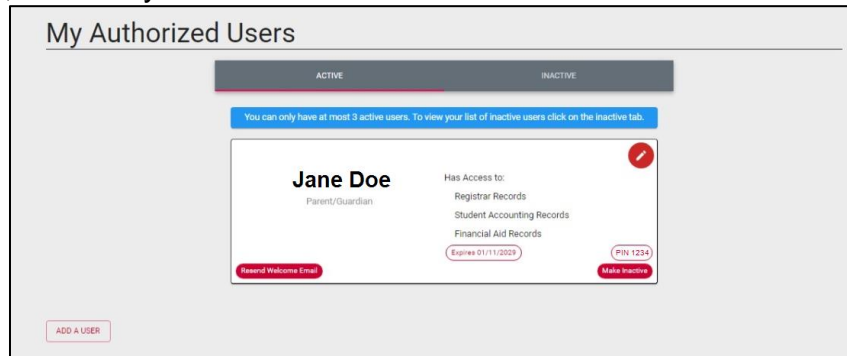 My Authorized Users
ACTIVE INACTIVE
You can only have at most 3 active users. To view your list of inactive users click on the inactive tab.
Jane Doe
Parent/Guardian
Has Access to:
Registrar Records
Student Accounting Records
Financial Aid Records
Expires 01/11/2029
PIN 1234
Resend Welcome Email
Make Inactive
ADD A USER